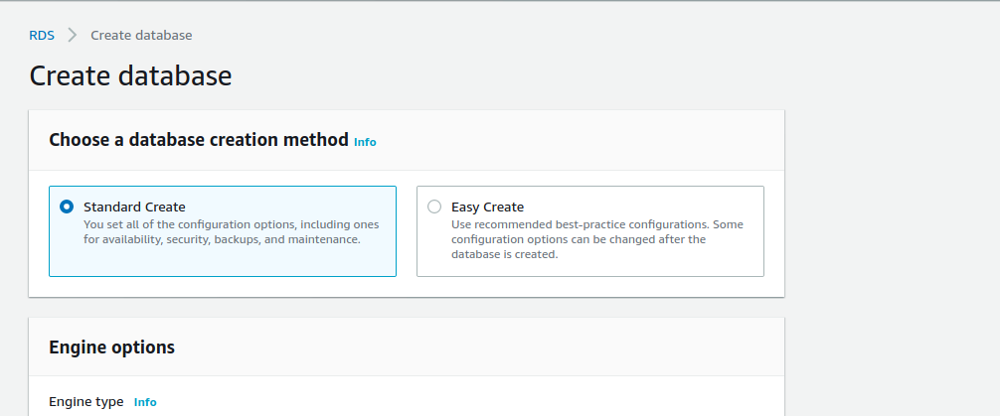 RDS > Create database
Create database
Choose a database creation method Info
Standard Create
You set all of the configuration options, including ones
for availability, security, backups, and maintenance.
Easy Create
Use recommended best-practice configurations. Some
configuration options can be changed after the
database is created.
Engine options
Engine type Info